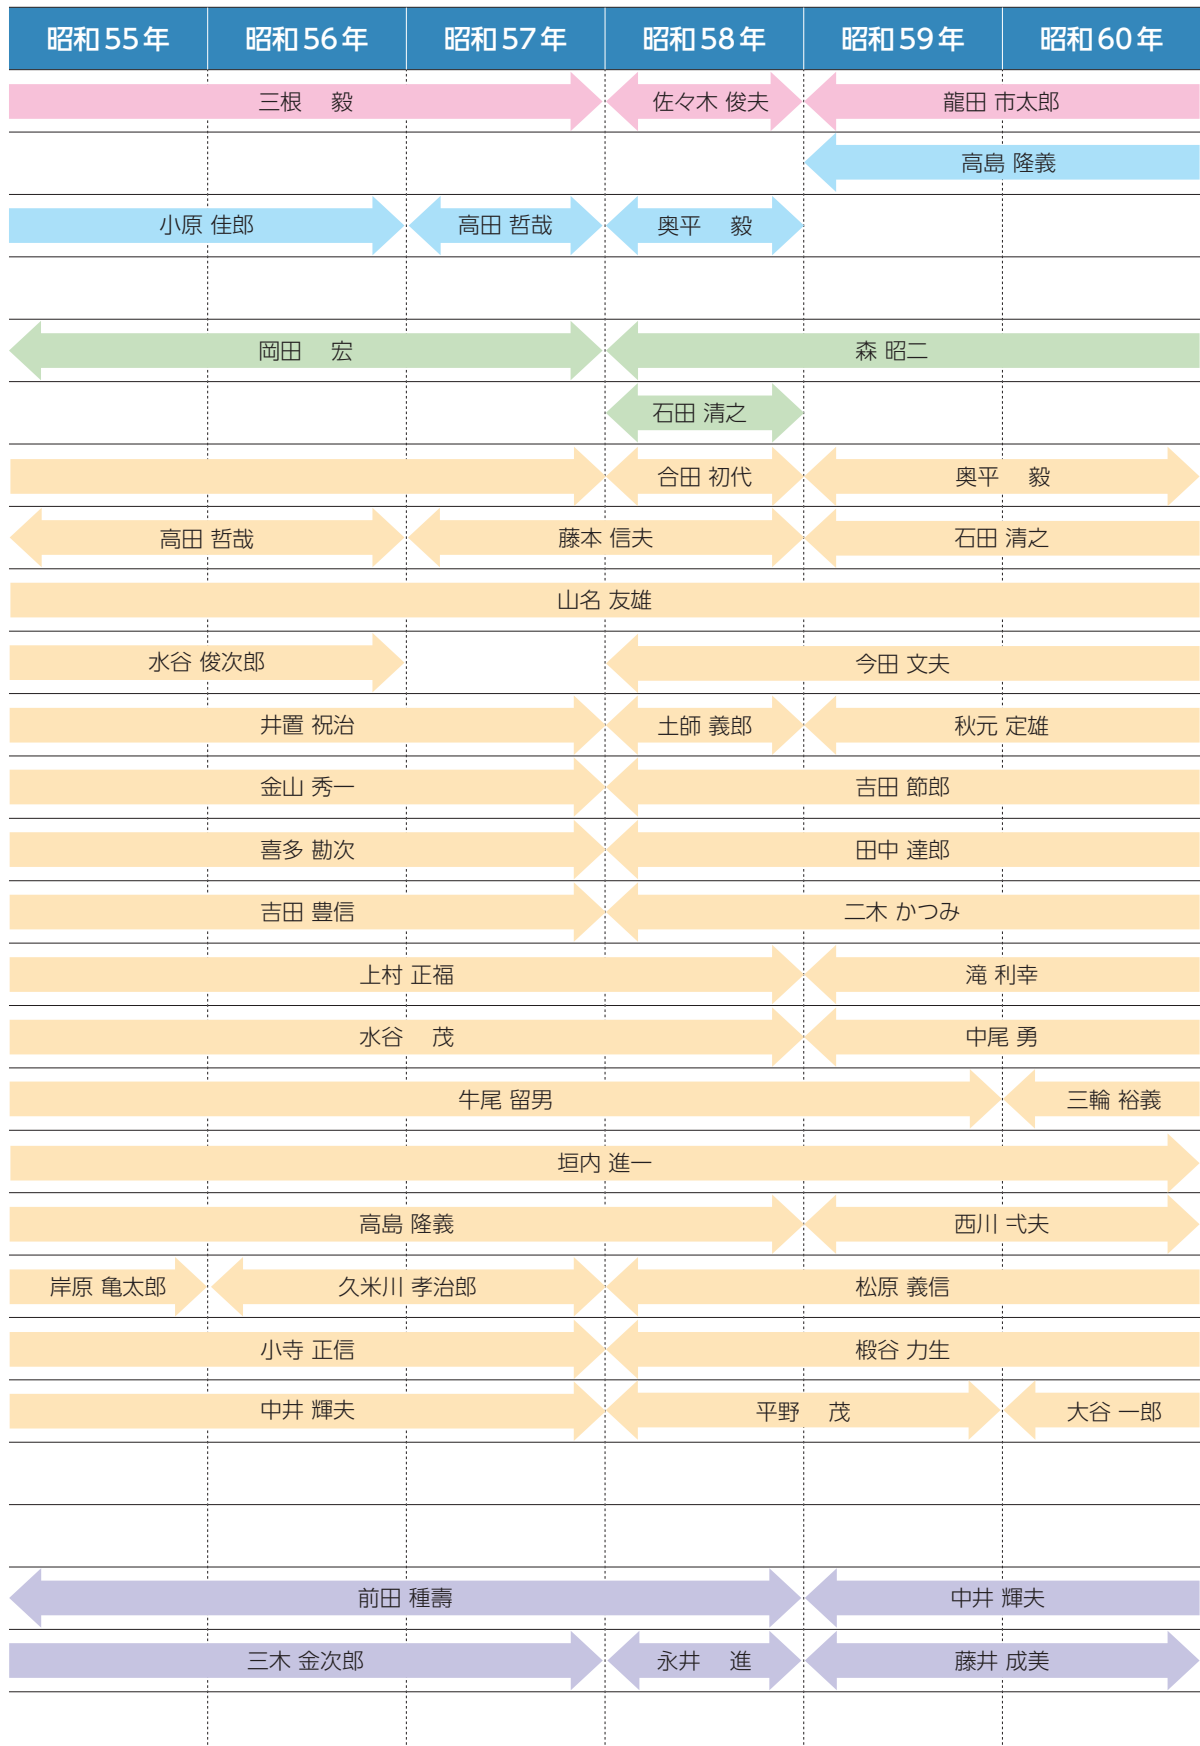 昭和55年 昭和56年 昭和57年 昭和58年 昭和59年 昭和60年
三根　毅 佐々木 俊夫 龍田 市太郎
高島 隆義
小原 佳郎 高田 哲哉 奥平　毅
岡田　宏 森 昭二
石田 清之
合田 初代 奥平　毅
高田 哲哉 藤本 信夫 石田 清之
山名 友雄
水谷 俊次郎 今田 文夫
井置 祝治 土師 義郎 秋元 定雄
金山 秀一 吉田 節郎
喜多 勘次 田中 達郎
吉田 豊信 二木 かつみ
上村 正福 滝 利幸
水谷　茂 中尾 勇
牛尾 留男 三輪 裕義
垣内 進一
高島 隆義 西川 弌夫
岸原 亀太郎 久米川 孝治郎 松原 義信
小寺 正信 椴谷 力生
中井 輝夫 平野　茂 大谷 一郎
前田 種壽 中井 輝夫
三木 金次郎 永井　進 藤井 成美